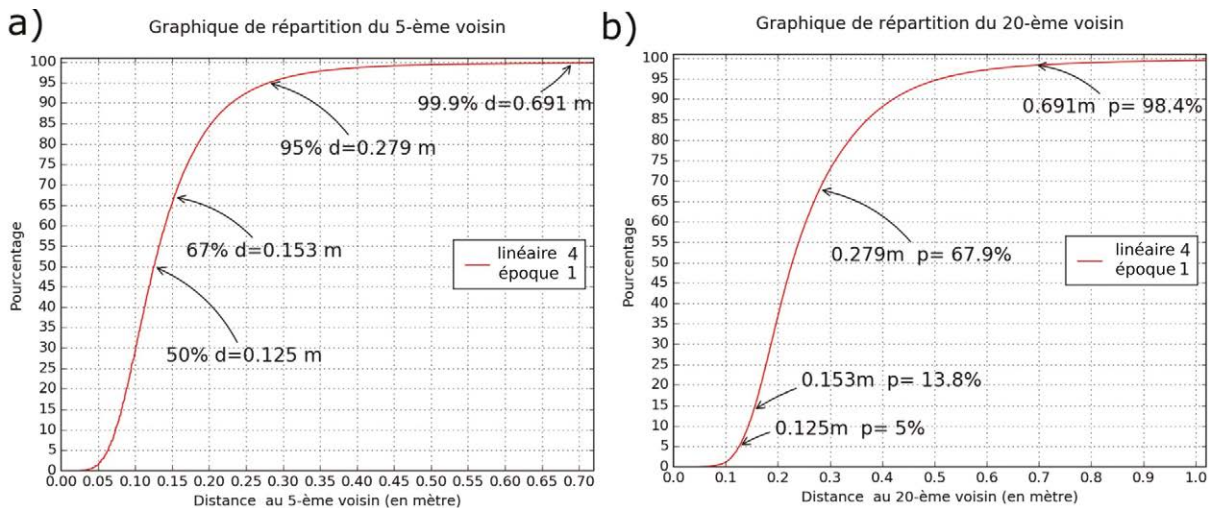 a)
Graphique de répartition du 5-ème voisin
100
95
90
85
80
75
70
65
60
55
50
45
40
35
30
25
20
15
10
5
0
Pourcentage
99.9% d=0.691 m
95% d=0.279 m
67% d=0.153 m
50% d=0.125 m
linéaire 4
époque 1
0.00 0.05 0.10 0.15 0.20 0.25 0.30 0.35 0.40 0.45 0.50 0.55 0.60 0.65 0.70
Distance au 5-ème voisin (en mètre)
b)
Graphique de répartition du 20-ème voisin
100
95
90
85
80
75
70
65
60
55
50
45
40
35
30
25
20
15
10
5
0
Pourcentage
0.691m p= 98.4%
0.279m p= 67.9%
0.153m p= 13.8%
0.125m p= 5%
linéaire 4
époque 1
0.0 0.1 0.2 0.3 0.4 0.5 0.6 0.7 0.8 0.9 1.0
Distance au 20-ème voisin (en mètre)